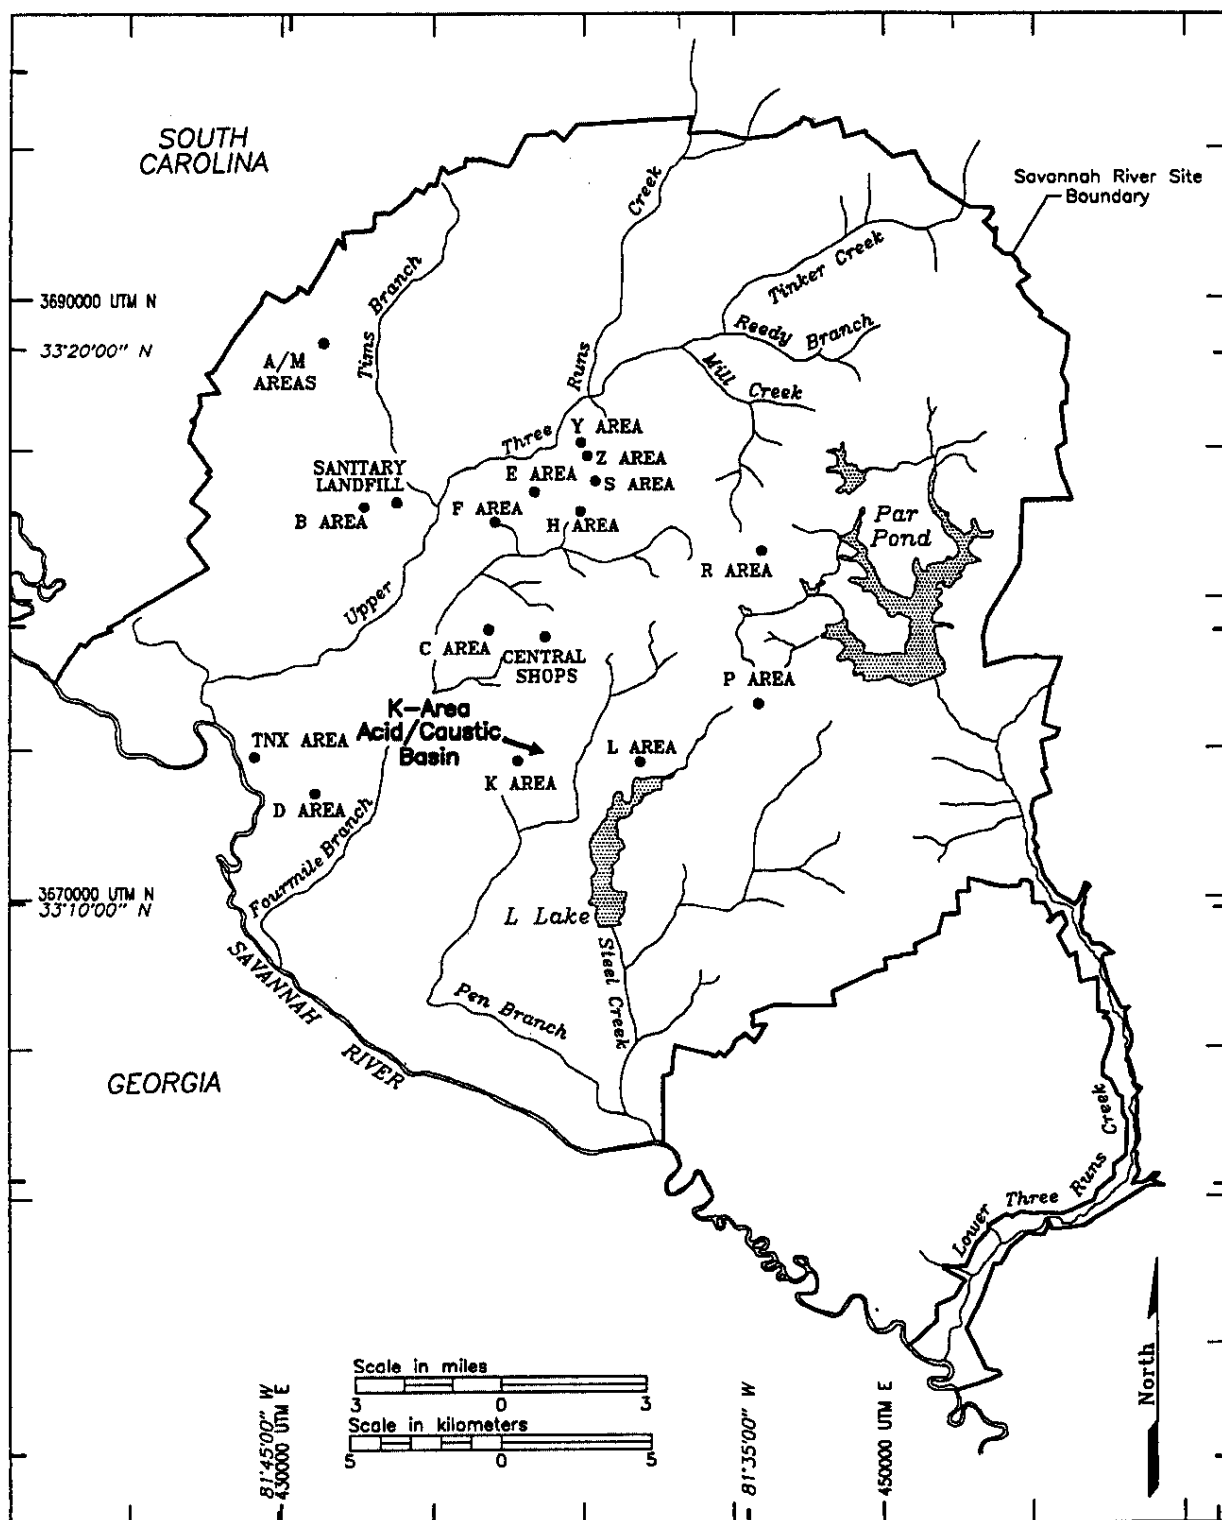 SOUTH
CAROLINA
Savannah River Site
Boundary
Creek
Tinker Creek
Tims Branch
3690000 UTM N
33°20'00" N
Reedy Branch
A/M
AREAS
Mill Creek
Runs
Three
Y AREA
Z AREA
SANITARY
LANDFILL
E AREA
S AREA
B AREA
F AREA
H AREA
Par
Pond
R AREA
Upper
C AREA
CENTRAL
SHOPS
P AREA
K-Area
Acid/Caustic
Basin
TNX AREA
L AREA
K AREA
D AREA
Fourmile Branch
3670000 UTM N
33°10'00" N
L Lake
SAVANNAH RIVER
Steel Creek
Pen Branch
GEORGIA
Lower Three Runs Creek
North
Scale in miles
3 0 3
Scale in kilometers
5 0 5
81°45'00" W
430000 UTM E
81°35'00" W
450000 UTM E